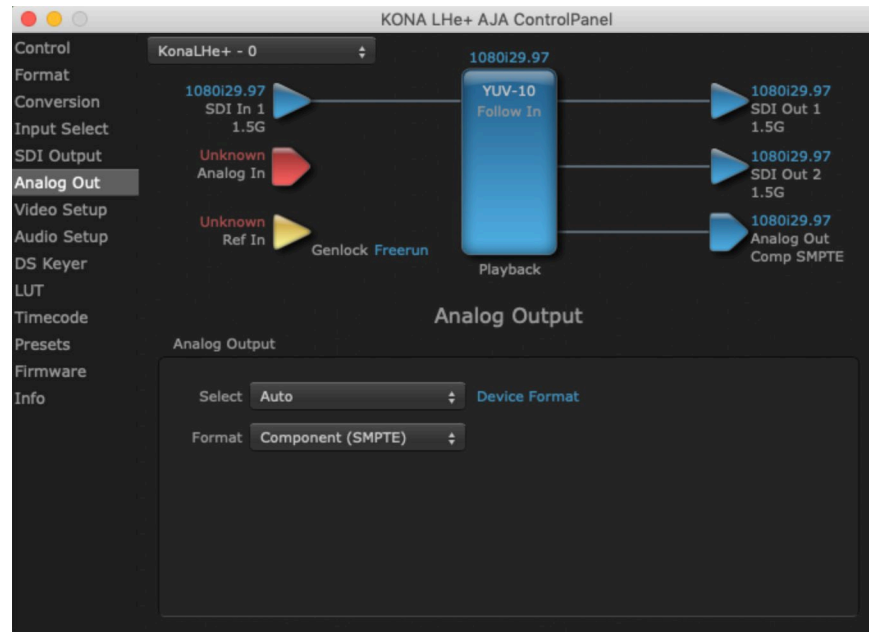 KONA LHe+ AJA ControlPanel
Control
Format
Conversion
Input Select
SDI Output
Analog Out
Video Setup
Audio Setup
DS Keyer
LUT
Timecode
Presets
Firmware
Info
KonaLHe+ - 0
1080i29.97
1080i29.97
SDI In 1
1.5G
Unknown
Analog In
Unknown
Ref In
Genlock Freerun
YUV-10
Follow In
Playback
1080i29.97
SDI Out 1
1.5G
1080i29.97
SDI Out 2
1.5G
1080i29.97
Analog Out
Comp SMPTE
Analog Output
Analog Output
Select Auto Device Format
Format Component (SMPTE)